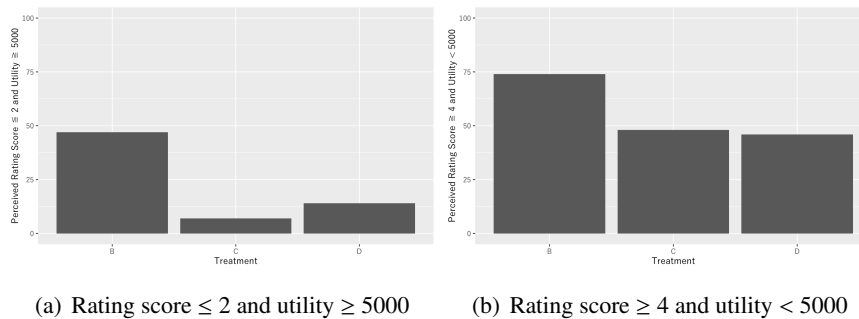 Perceived Rating Score ≦ 2 and Utility ≧ 5000
100
75
50
25
0
B
C
D
Treatment
Perceived Rating Score ≧ 4 and Utility < 5000
100
75
50
25
0
B
C
D
Treatment
(a) Rating score ≤ 2 and utility ≥ 5000
(b) Rating score ≥ 4 and utility < 5000